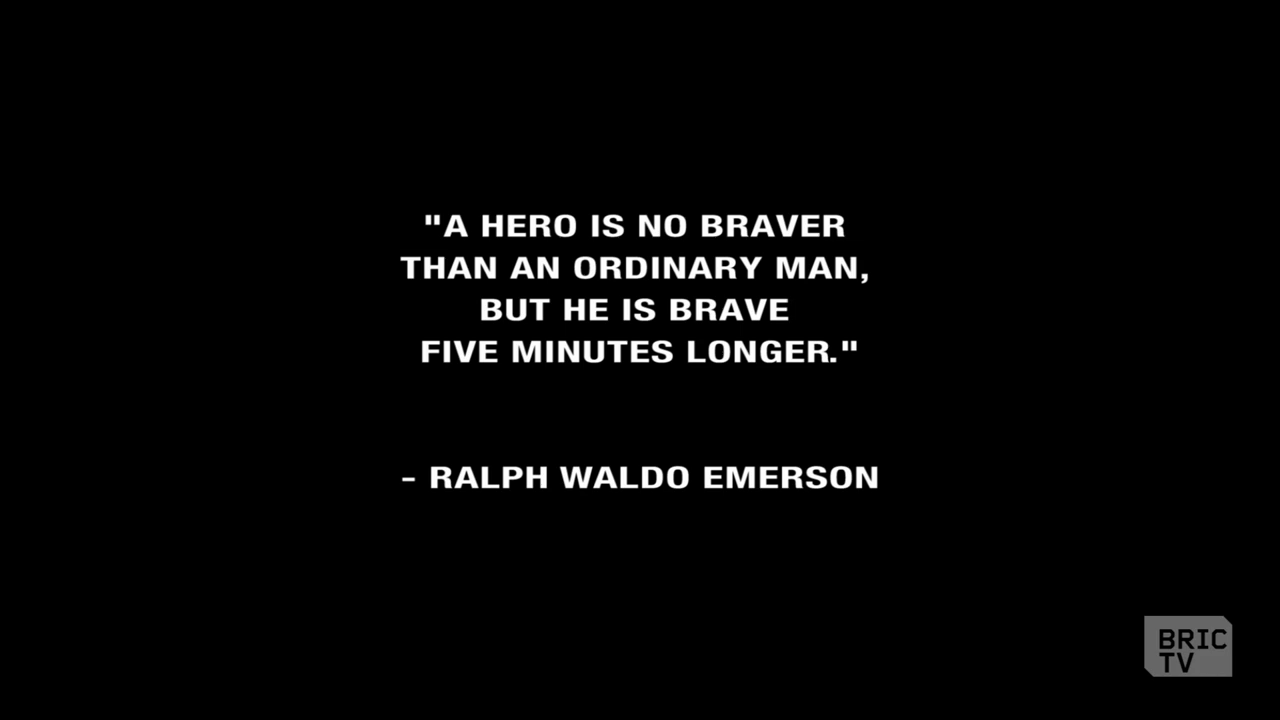 "A HERO IS NO BRAVER
THAN AN ORDINARY MAN,
BUT HE IS BRAVE
FIVE MINUTES LONGER."
- RALPH WALDO EMERSON
BRIC
TV